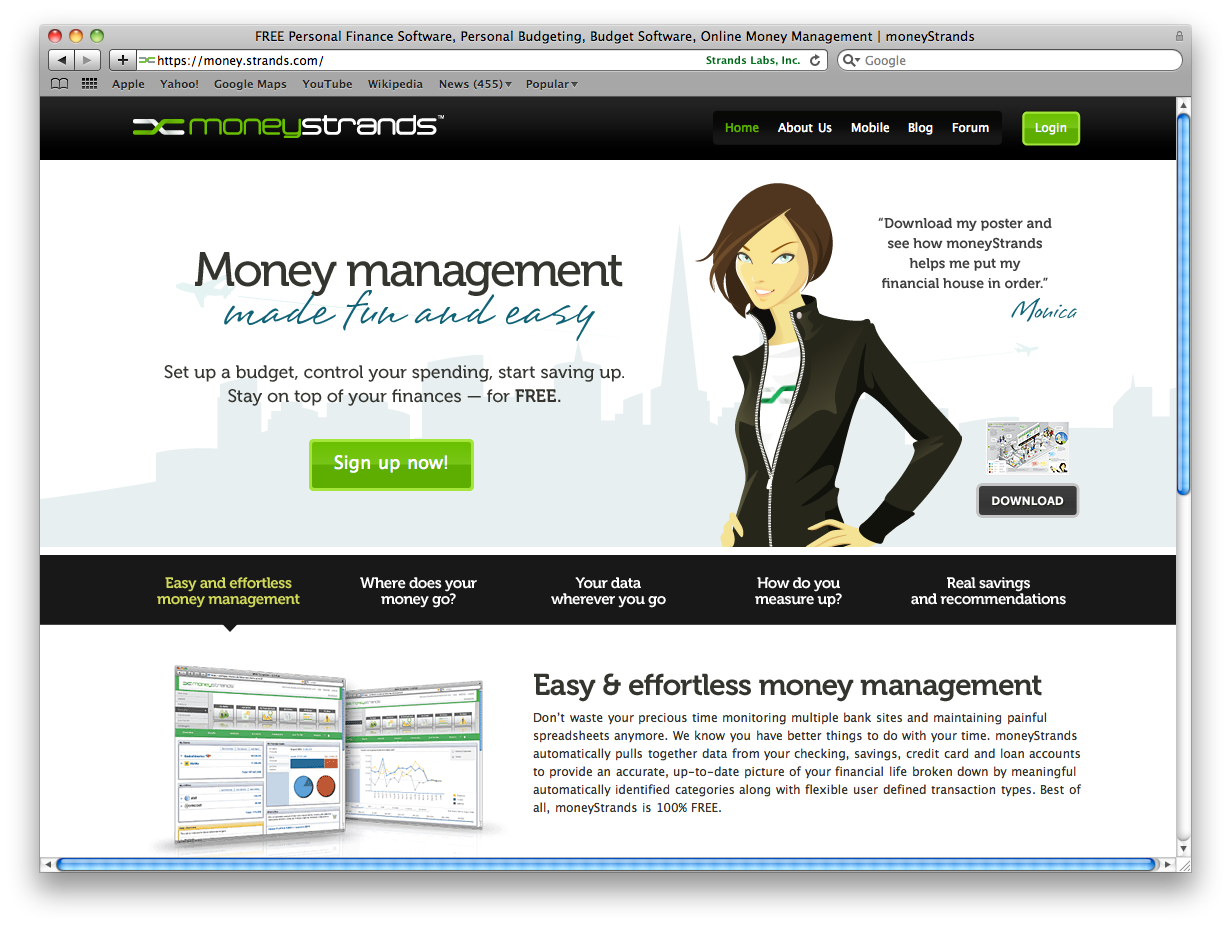 FREE Personal Finance Software, Personal Budgeting, Budget Software, Online Money Management | moneyStrands
https://money.strands.com/
Strands Labs, Inc.
Google
Apple Yahoo! Google Maps YouTube Wikipedia News (455) Popular
moneystrands™
Home About Us Mobile Blog Forum Login
Money management
made fun and easy
Set up a budget, control your spending, start saving up.
Stay on top of your finances — for FREE.
Sign up now!
“Download my poster and
see how moneyStrands
helps me put my
financial house in order.”
Monica
DOWNLOAD
Easy and effortless
money management
Where does your
money go?
Your data
wherever you go
How do you
measure up?
Real savings
and recommendations
moneystrands
moneystrands
Easy & effortless money management
Don’t waste your precious time monitoring multiple bank sites and maintaining painful
spreadsheets anymore. We know you have better things to do with your time. moneyStrands
automatically pulls together data from your checking, savings, credit card and loan accounts
to provide an accurate, up-to-date picture of your financial life broken down by meaningful
automatically identified categories along with flexible user defined transaction types. Best of
all, moneyStrands is 100% FREE.